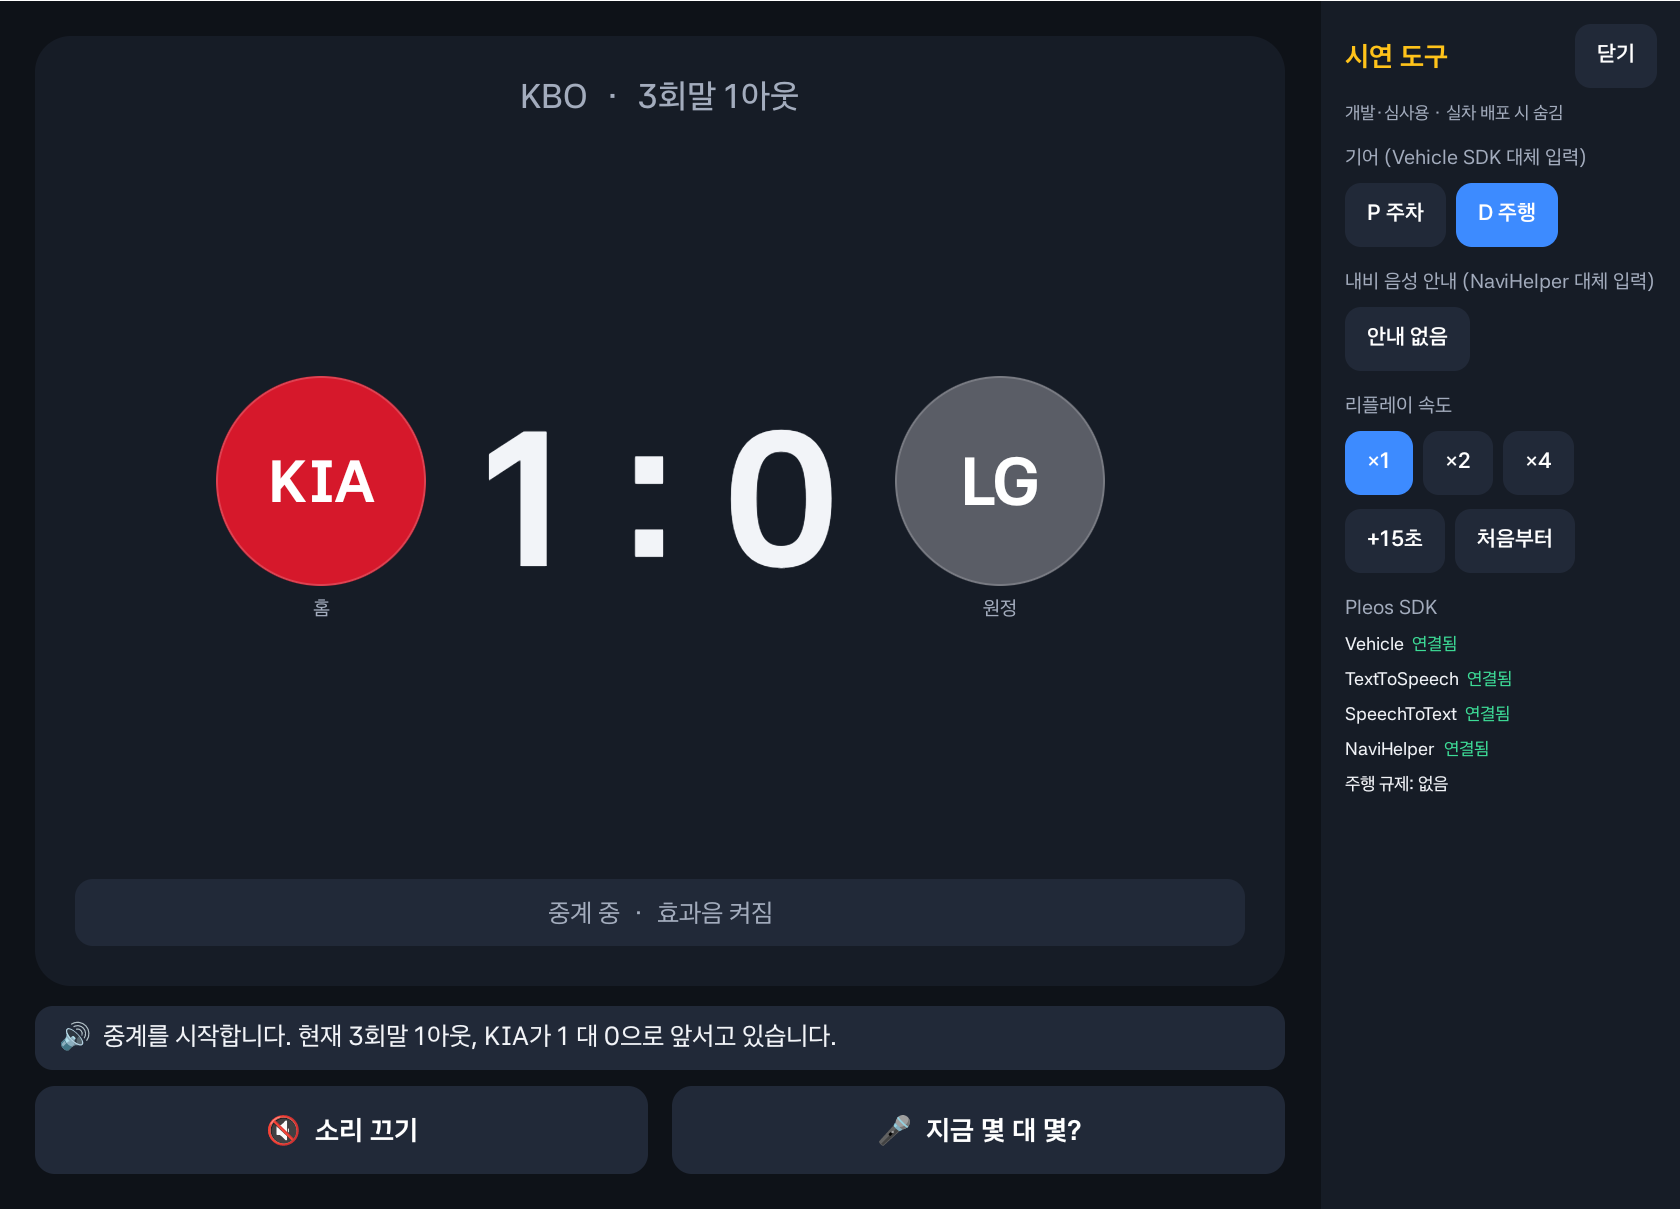 KBO · 3회말 1아웃
KIA
1 : 0
LG
홈
원정
중계 중 · 효과음 켜짐
중계를 시작합니다. 현재 3회말 1아웃, KIA가 1 대 0으로 앞서고 있습니다.
소리 끄기
지금 몇 대 몇?
시연 도구
닫기
개발·심사용 · 실차 배포 시 숨김
기어 (Vehicle SDK 대체 입력)
P 주차
D 주행
내비 음성 안내 (NaviHelper 대체 입력)
안내 없음
리플레이 속도
×1
×2
×4
+15초
처음부터
Pleos SDK
Vehicle 연결됨
TextToSpeech 연결됨
SpeechToText 연결됨
NaviHelper 연결됨
주행 규제: 없음